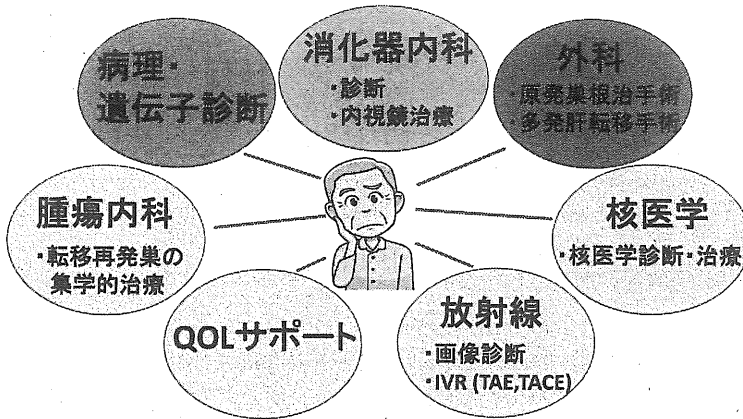 病理・
遺伝子診断
消化器内科
・診断
・内視鏡治療
外科
・原発巣根治手術
・多発肝転移手術
腫瘍内科
・転移再発巣の
集学的治療
核医学
・核医学診断・治療
QOLサポート
放射線
・画像診断
・IVR (TAE,TACE)